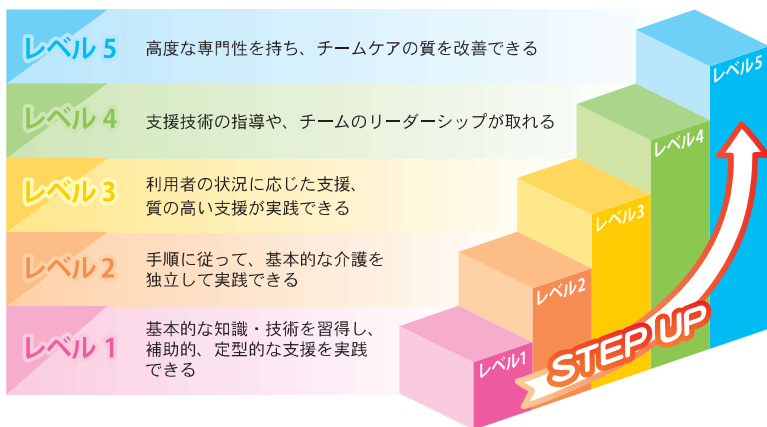 レベル 5
高度な専門性を持ち、チームケアの質を改善できる
レベル 4
支援技術の指導や、チームのリーダーシップが取れる
レベル 3
利用者の状況に応じた支援、
質の高い支援が実践できる
レベル 2
手順に従って、基本的な介護を
独立して実践できる
レベル 1
基本的な知識・技術を習得し、
補助的、定型的な支援を実践
できる
レベル5
レベル4
レベル3
レベル2
レベル1
STEP UP